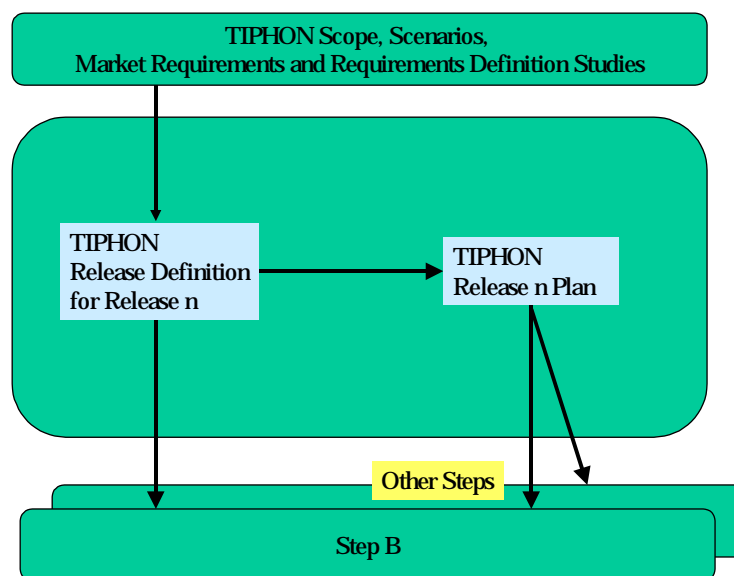 TIPHON Scope, Scenarios,
Market Requirements and Requirements Definition Studies
TIPHON
Release Definition
for Release n
TIPHON
Release n Plan
Other Steps
Step B